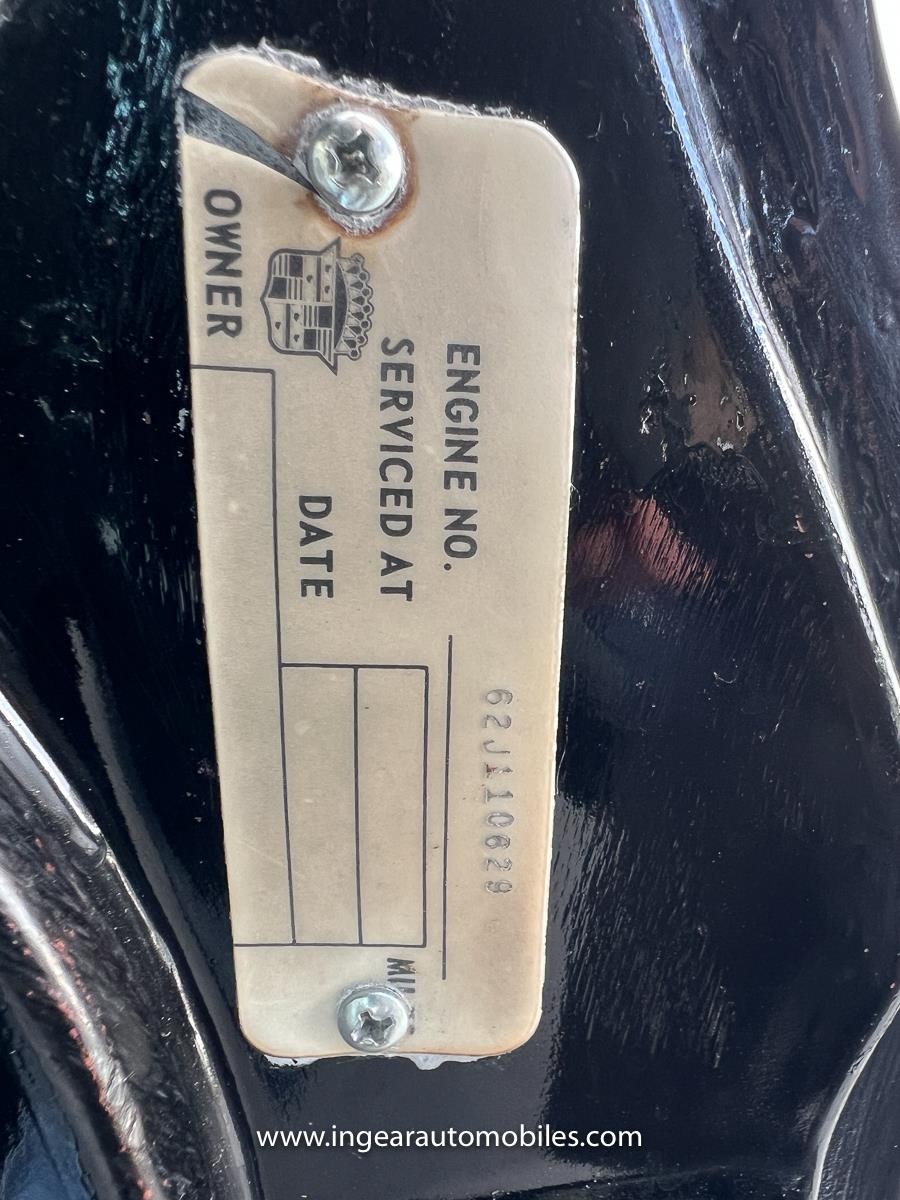 ENGINE NO. 62J110629
SERVICED AT
DATE
OWNER
www.ingearautomobiles.com